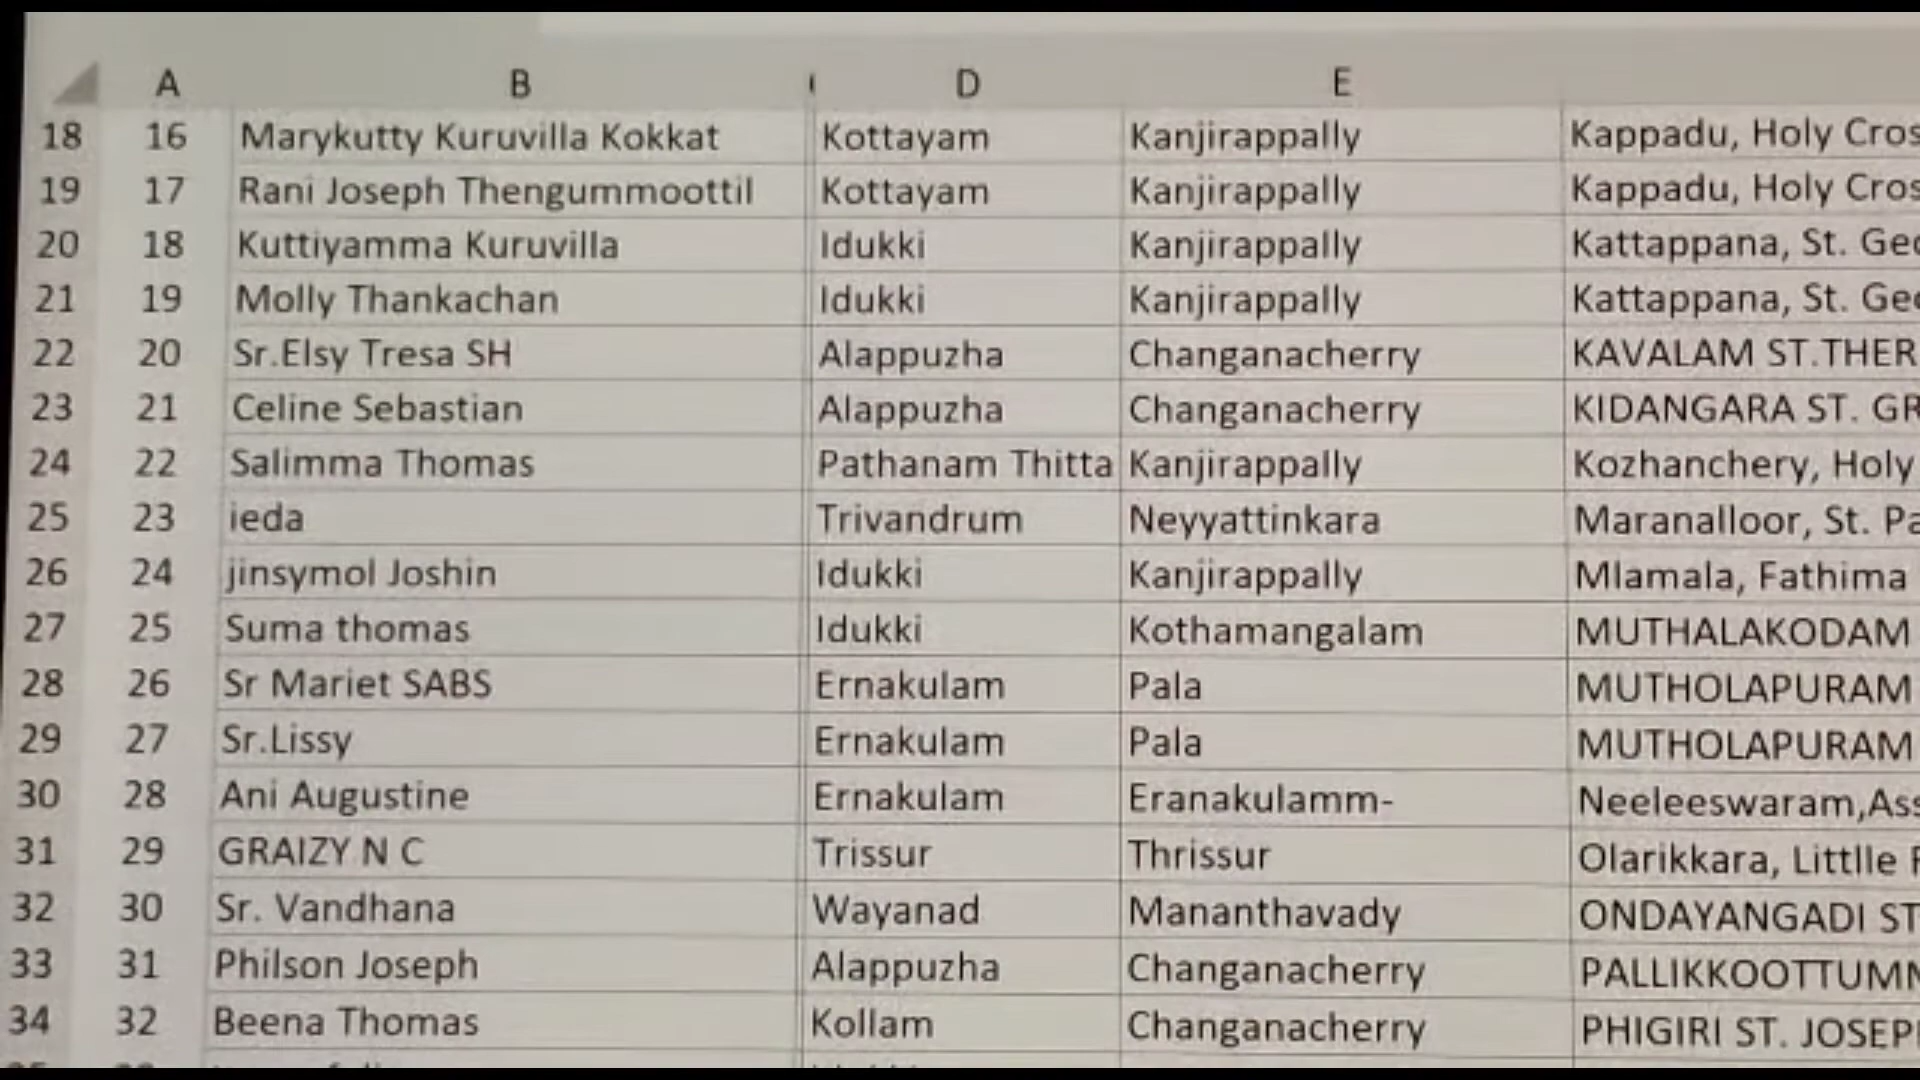 A B D E
18 16 Marykutty Kuruvilla Kokkat Kottayam Kanjirappally Kappadu, Holy Cros
19 17 Rani Joseph Thengummoottil Kottayam Kanjirappally Kappadu, Holy Cros
20 18 Kuttiyamma Kuruvilla Idukki Kanjirappally Kattappana, St. Geo
21 19 Molly Thankachan Idukki Kanjirappally Kattappana, St. Geo
22 20 Sr.Elsy Tresa SH Alappuzha Changanacherry KAVALAM ST.THER
23 21 Celine Sebastian Alappuzha Changanacherry KIDANGARA ST. GR
24 22 Salimma Thomas Pathanam Thitta Kanjirappally Kozhanchery, Holy
25 23 ieda Trivandrum Neyyattinkara Maranalloor, St. Pa
26 24 jinsymol Joshin Idukki Kanjirappally Mlamala, Fathima
27 25 Suma thomas Idukki Kothamangalam MUTHALAKODAM
28 26 Sr Mariet SABS Ernakulam Pala MUTHOLAPURAM
29 27 Sr.Lissy Ernakulam Pala MUTHOLAPURAM
30 28 Ani Augustine Ernakulam Eranakulamm- Neeleeswaram,Ass
31 29 GRAIZY N C Trissur Thrissur Olarikkara, Littlle F
32 30 Sr. Vandhana Wayanad Mananthavady ONDAYANGADI ST
33 31 Philson Joseph Alappuzha Changanacherry PALLIKKOOTTUMM
34 32 Beena Thomas Kollam Changanacherry PHIGIRI ST. JOSEPH